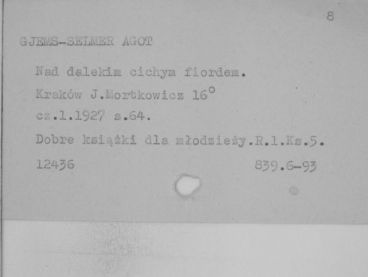 8
GJEMS-SELMER AGOT
Nad dalekim cichym fiordem.
Kraków J.Mortkowicz 16°
cz.1.1927 s.64.
Dobre książki dla młodzieży.R.1.Ks.5.
12436 839.6-93